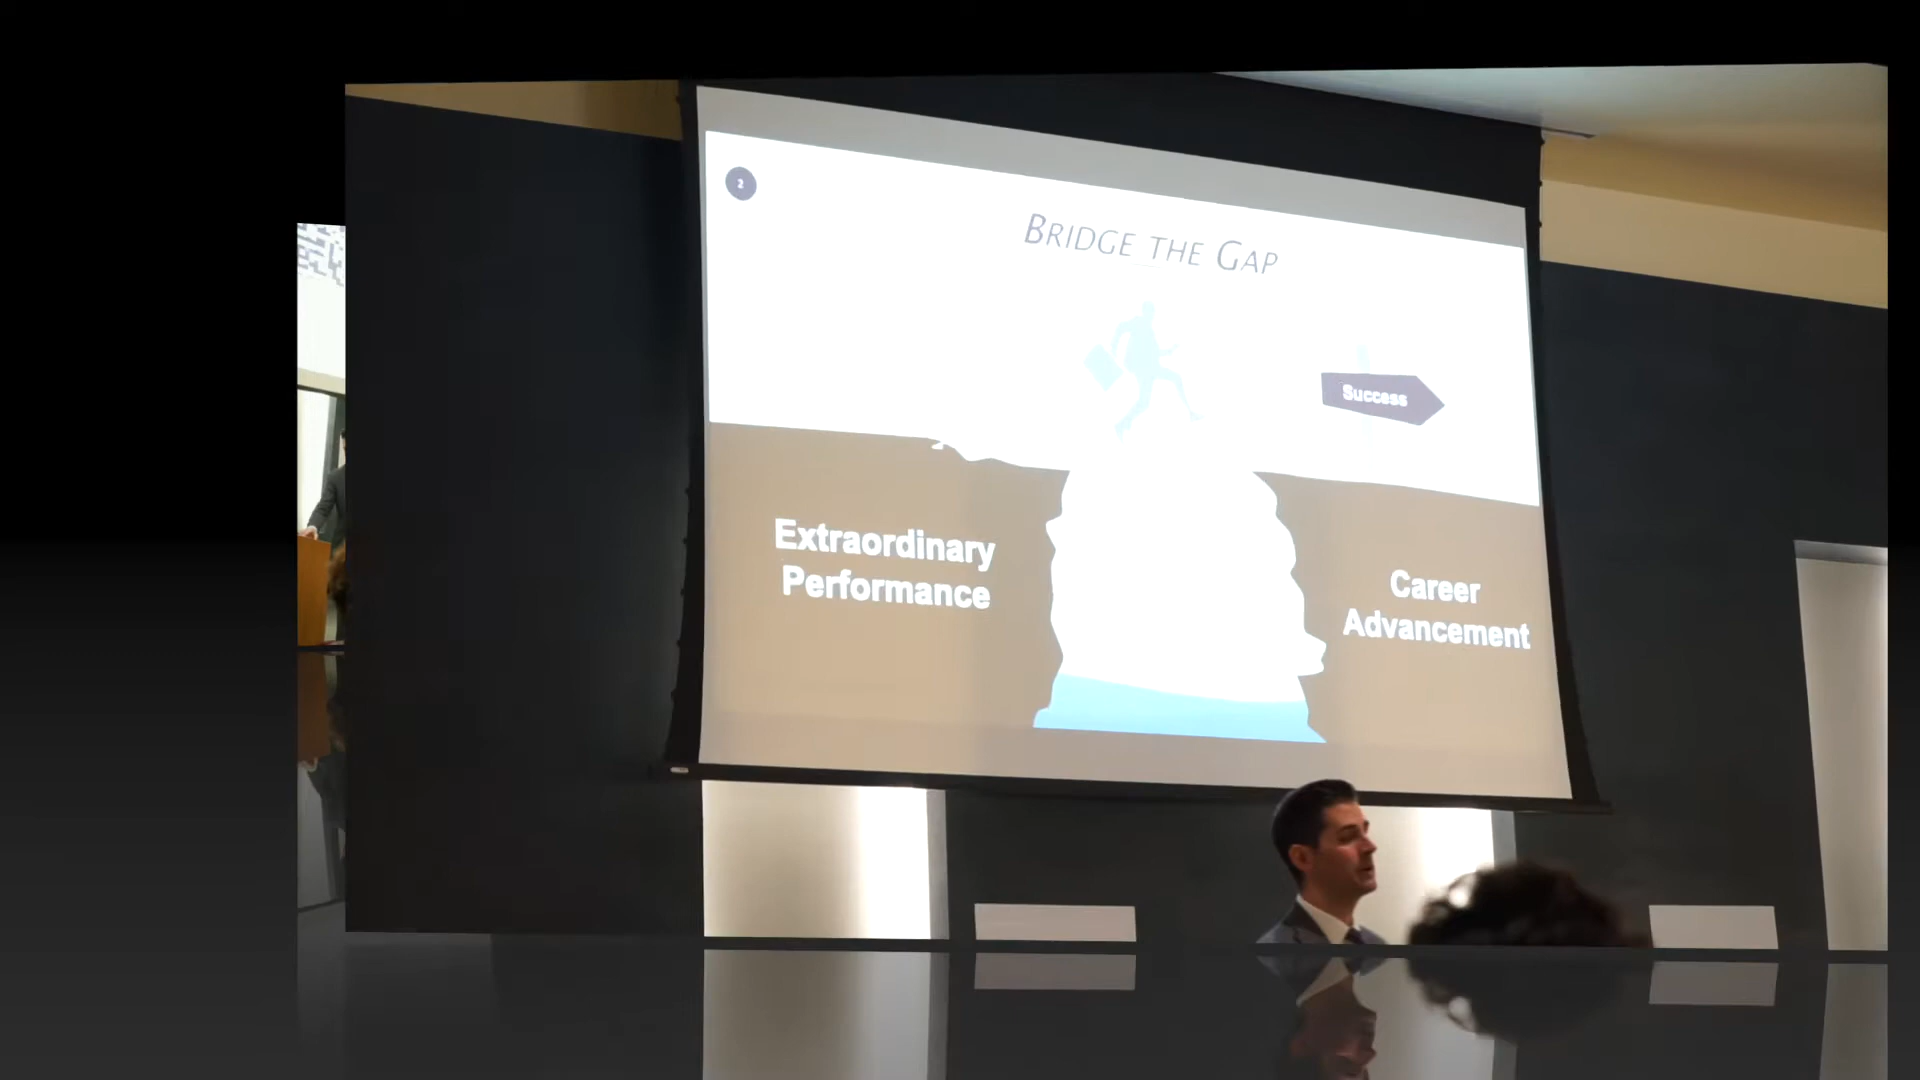 2
BRIDGE THE GAP
Success
Extraordinary
Performance
Career
Advancement